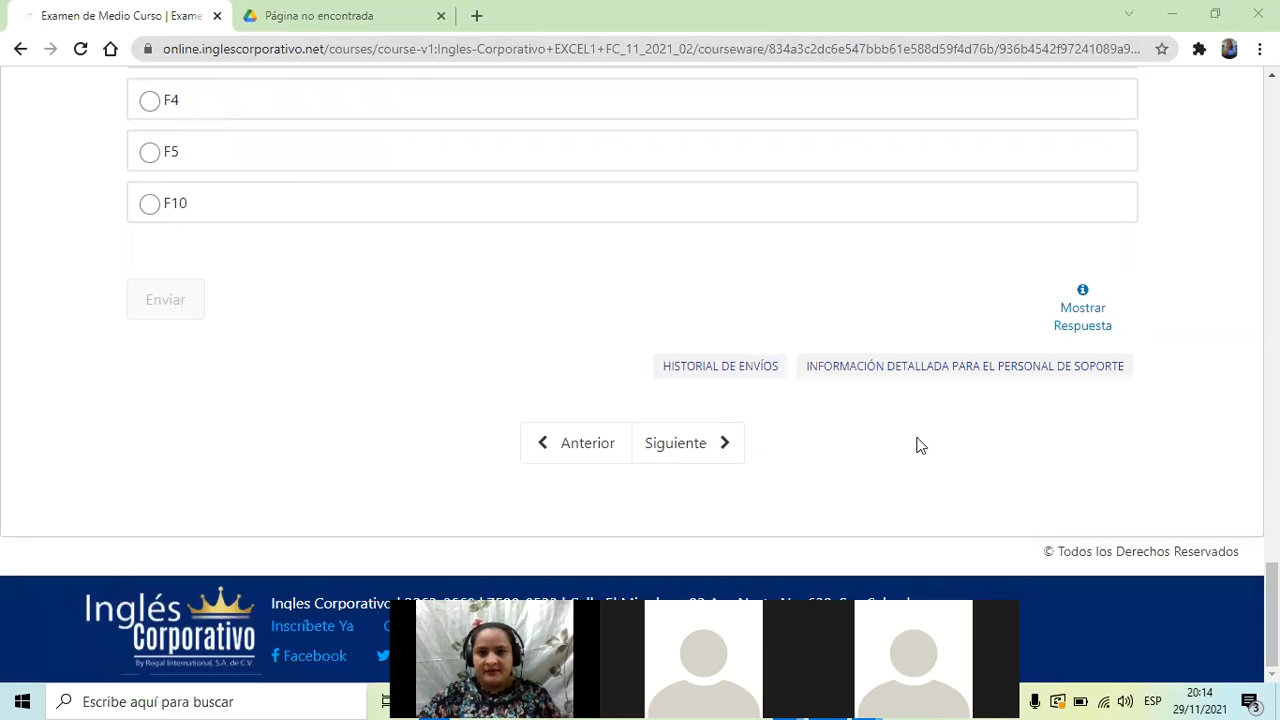 Examen de Medio Curso | Exame
Página no encontrada
online.inglescorporativo.net/courses/course-v1:Ingles-Corporativo+EXCEL1+FC_11_2021_02/courseware/834a3c2dc6e547bbb61e588d59f4d76b/936b4542f97241089a9...
F4
F5
F10
Enviar
Mostrar
Respuesta
HISTORIAL DE ENVÍOS
INFORMACIÓN DETALLADA PARA EL PERSONAL DE SOPORTE
Anterior
Siguiente
© Todos los Derechos Reservados
Inglés
Corporativo
By Regal International, S.A. de C.V
Ingles Corporativo
Inscríbete Ya
Facebook
Escribe aquí para buscar
ESP
20:14
29/11/2021
3